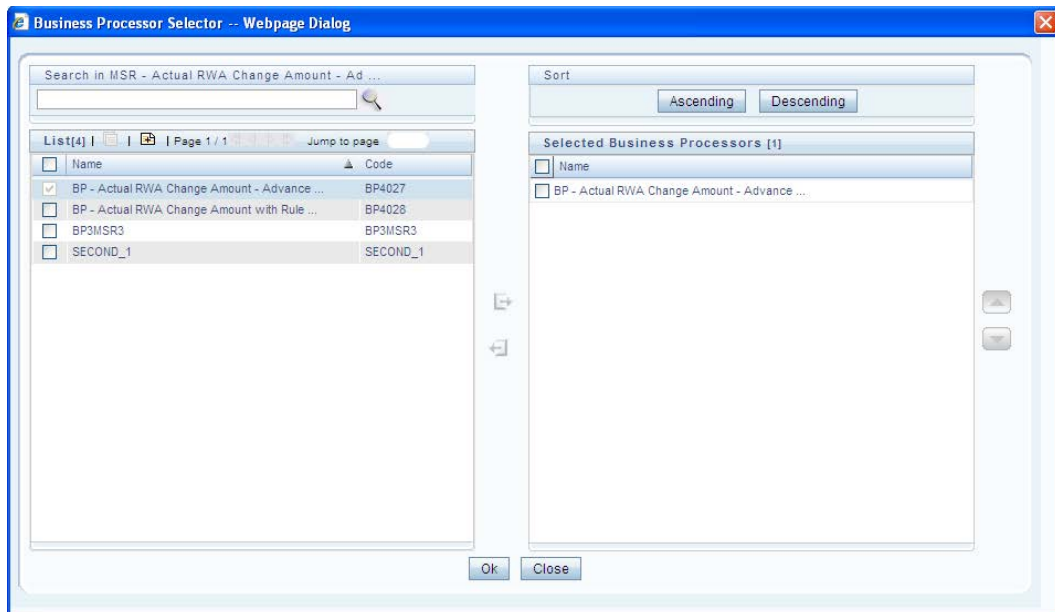 Business Processor Selector -- Webpage Dialog
Search in MSR - Actual RWA Change Amount - Ad ...
List[4] | | | Page 1 / 1 Jump to page
Name Code
BP - Actual RWA Change Amount - Advance ... BP4027
BP - Actual RWA Change Amount with Rule ... BP4028
BP3MSR3 BP3MSR3
SECOND_1 SECOND_1
Sort
Ascending Descending
Selected Business Processors [1]
Name
BP - Actual RWA Change Amount - Advance ...
Ok Close